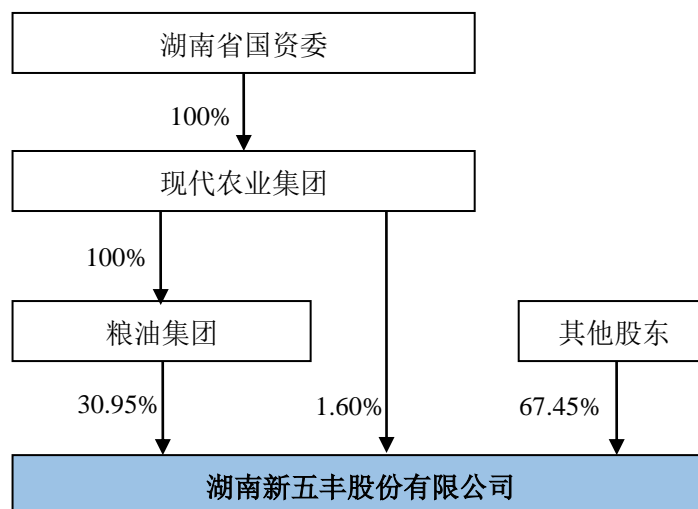 湖南省国资委
100%
现代农业集团
100%
粮油集团
其他股东
30.95%
1.60%
67.45%
湖南新五丰股份有限公司